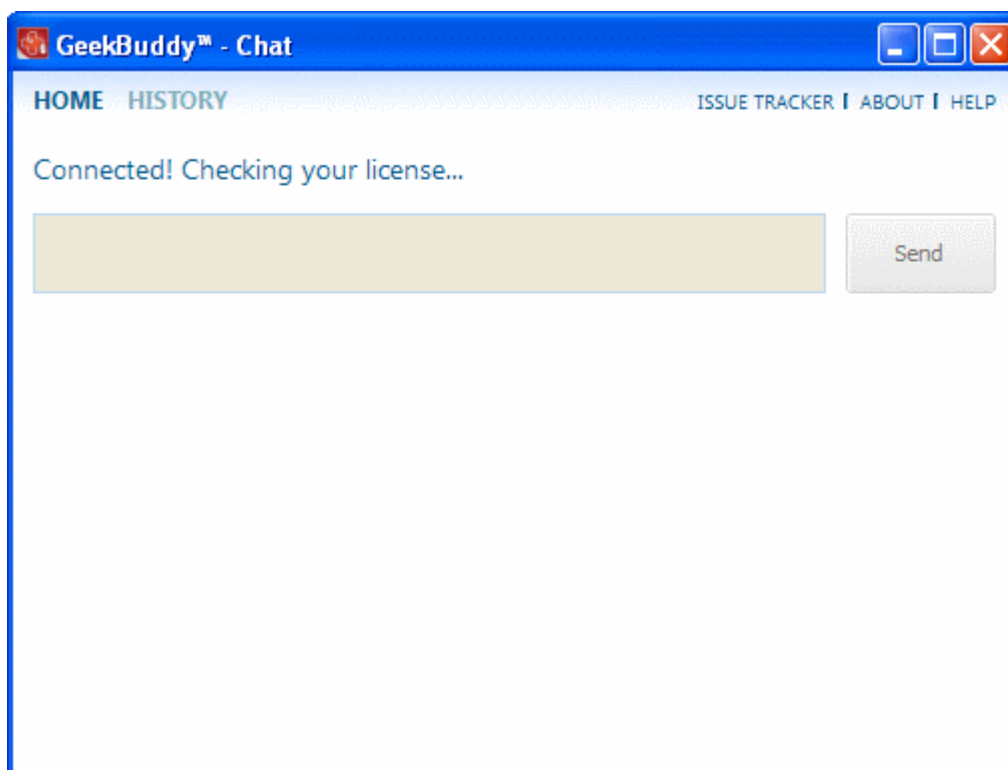 GeekBuddy™ - Chat
HOME HISTORY ISSUE TRACKER | ABOUT | HELP
Connected! Checking your license...
Send